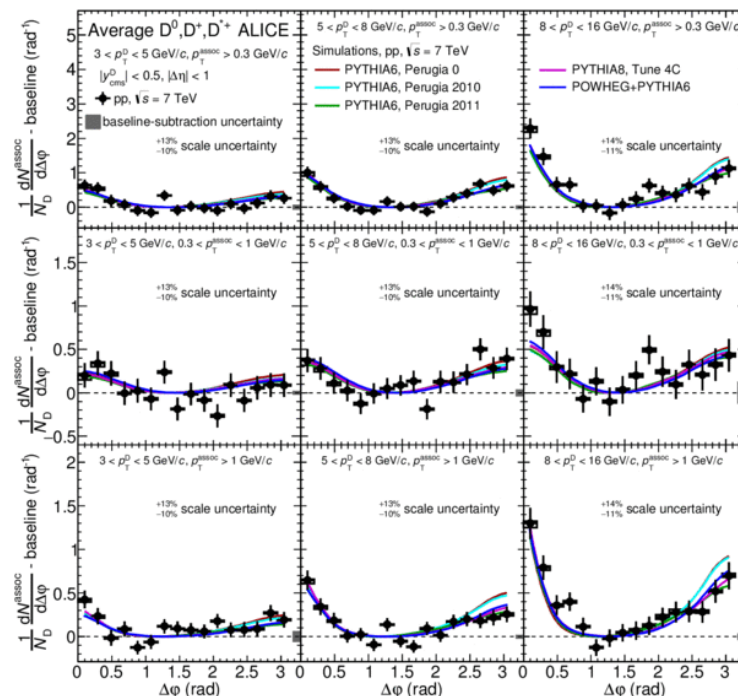 Average D⁰,D⁺,D*⁺ ALICE
3 < p_T^D < 5 GeV/c, p_T^assoc > 0.3 GeV/c
|y_cms^D| < 0.5, |Δη| < 1
pp, √s = 7 TeV
baseline-subtraction uncertainty
+13% −10% scale uncertainty
5 < p_T^D < 8 GeV/c, p_T^assoc > 0.3 GeV/c
Simulations, pp, √s = 7 TeV
PYTHIA6, Perugia 0
PYTHIA6, Perugia 2010
PYTHIA6, Perugia 2011
+13% −10% scale uncertainty
8 < p_T^D < 16 GeV/c, p_T^assoc > 0.3 GeV/c
PYTHIA8, Tune 4C
POWHEG+PYTHIA6
+14% −11% scale uncertainty
1/N_D dN^assoc/dΔφ - baseline (rad⁻¹)
5
4
3
2
1
0
3 < p_T^D < 5 GeV/c, 0.3 < p_T^assoc < 1 GeV/c
+13% −10% scale uncertainty
5 < p_T^D < 8 GeV/c, 0.3 < p_T^assoc < 1 GeV/c
+13% −10% scale uncertainty
8 < p_T^D < 16 GeV/c, 0.3 < p_T^assoc < 1 GeV/c
+14% −11% scale uncertainty
1/N_D dN^assoc/dΔφ - baseline (rad⁻¹)
1.5
1
0.5
0
−0.5
3 < p_T^D < 5 GeV/c, p_T^assoc > 1 GeV/c
+13% −10% scale uncertainty
5 < p_T^D < 8 GeV/c, p_T^assoc > 1 GeV/c
+13% −10% scale uncertainty
8 < p_T^D < 16 GeV/c, p_T^assoc > 1 GeV/c
+14% −11% scale uncertainty
1/N_D dN^assoc/dΔφ - baseline (rad⁻¹)
2
1.5
1
0.5
0
0 0.5 1 1.5 2 2.5 3
0 0.5 1 1.5 2 2.5 3
0 0.5 1 1.5 2 2.5 3
Δφ (rad)
Δφ (rad)
Δφ (rad)